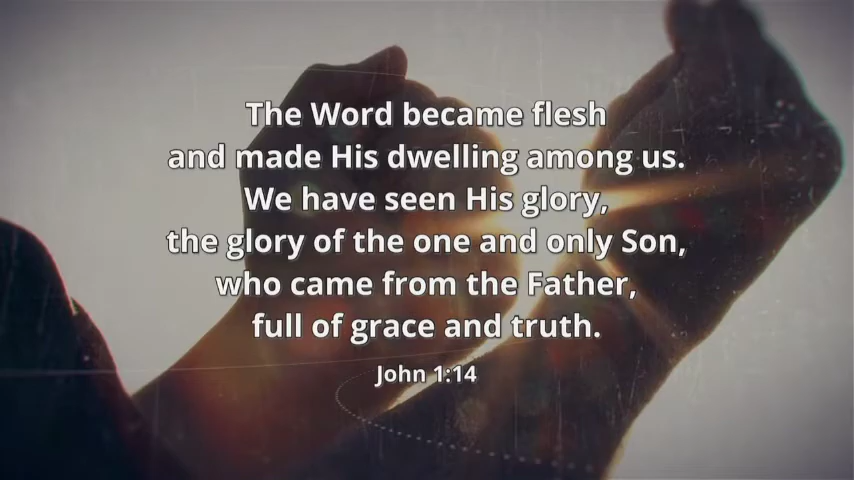 The Word became flesh
and made His dwelling among us.
We have seen His glory,
the glory of the one and only Son,
who came from the Father,
full of grace and truth.
John 1:14